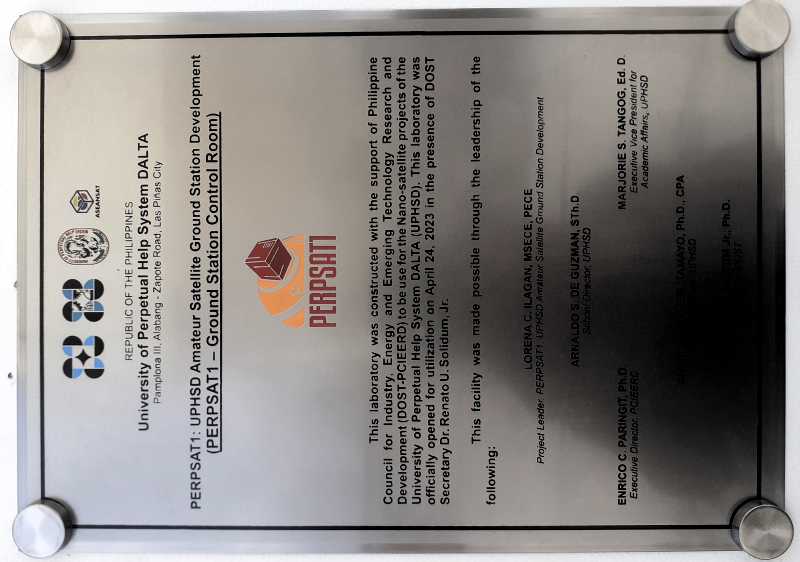 ASEANSAT
REPUBLIC OF THE PHILIPPINES
University of Perpetual Help System DALTA
Pamplona III, Alabang - Zapote Road, Las Piñas City
PERPSAT1: UPHSD Amateur Satellite Ground Station Development
(PERPSAT1 – Ground Station Control Room)
PERPSAT1
This laboratory was constructed with the support of Philippine
Council for Industry, Energy and Emerging Technology Research and
Development (DOST-PCIEERD) to be use for the Nano-satellite projects of the
University of Perpetual Help System DALTA (UPHSD). This laboratory was
officially opened for utilization on April 24, 2023 in the presence of DOST
Secretary Dr. Renato U. Solidum, Jr.
This facility was made possible through the leadership of the
following:
LORENA C. ILAGAN, MSECE, PECE
Project Leader, PERPSAT1: UPHSD Amateur Satellite Ground Station Development
ARNALDO S. DE GUZMAN, STh.D.
School Director, UPHSD
ENRICO C. PARINGIT, Ph.D.
Executive Director, PCIEERD
MARJORIE S. TANGOG, Ed. D.
Executive Vice President for
Academic Affairs, UPHSD
TAMAYO, Ph.D., CPA
UPHSD
Jr., Ph.D.